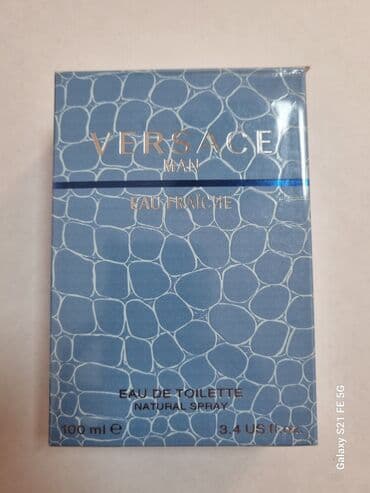 VERSACE
MAN
EAU FRAÎCHE
EAU DE TOILETTE
NATURAL SPRAY
100 ml e 3.4 US fl. oz.
Galaxy S21 FE 5G